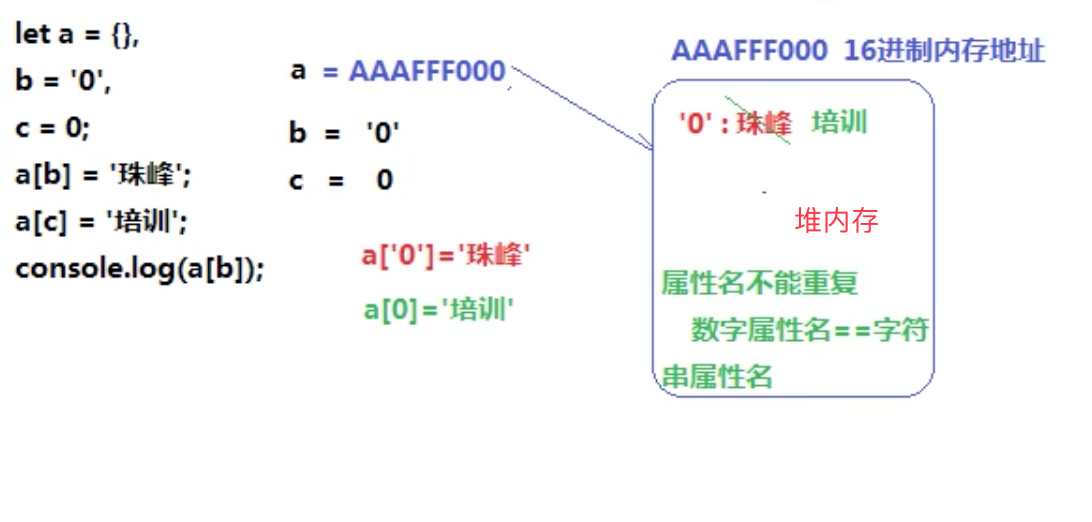 let a = {},
b = '0',
c = 0;
a[b] = '珠峰';
a[c] = '培训';
console.log(a[b]);
a = AAAFFF000
b = '0'
c = 0
a['0']='珠峰'
a[0]='培训'
AAAFFF000 16进制内存地址
'0' : 珠峰 培训
堆内存
属性名不能重复
数字属性名==字符
串属性名